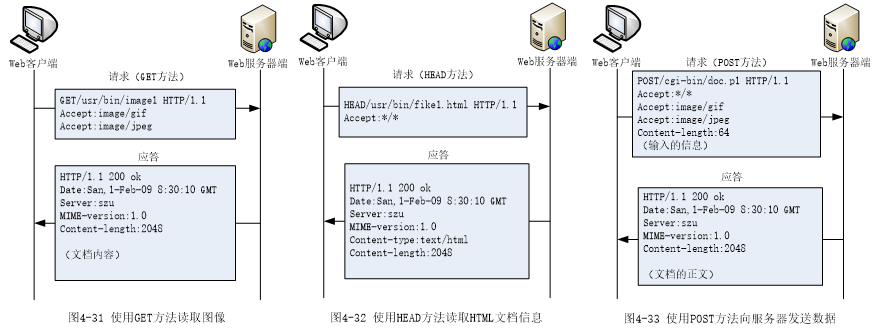 Web客户端
Web服务器端
请求（GET方法）
GET/usr/bin/image1 HTTP/1.1
Accept:image/gif
Accept:image/jpeg
应答
HTTP/1.1 200 ok
Date:San,1-Feb-09 8:30:10 GMT
Server:szu
MIME-version:1.0
Content-length:2048
（文档内容）
图4-31 使用GET方法读取图像
Web客户端
Web服务器端
请求（HEAD方法）
HEAD/usr/bin/fike1.html HTTP/1.1
Accept:*/*
应答
HTTP/1.1 200 ok
Date:San,1-Feb-09 8:30:10 GMT
Server:szu
MIME-version:1.0
Content-type:text/html
Content-length:2048
图4-32 使用HEAD方法读取HTML文档信息
Web客户端
Web服务器端
请求（POST方法）
POST/cgi-bin/doc.pl HTTP/1.1
Accept:*/*
Accept:image/gif
Accept:image/jpeg
Content-length:64
（输入的信息）
应答
HTTP/1.1 200 ok
Date:San,1-Feb-09 8:30:10 GMT
Server:szu
MIME-version:1.0
Content-length:2048
（文档的正文）
图4-33 使用POST方法向服务器发送数据